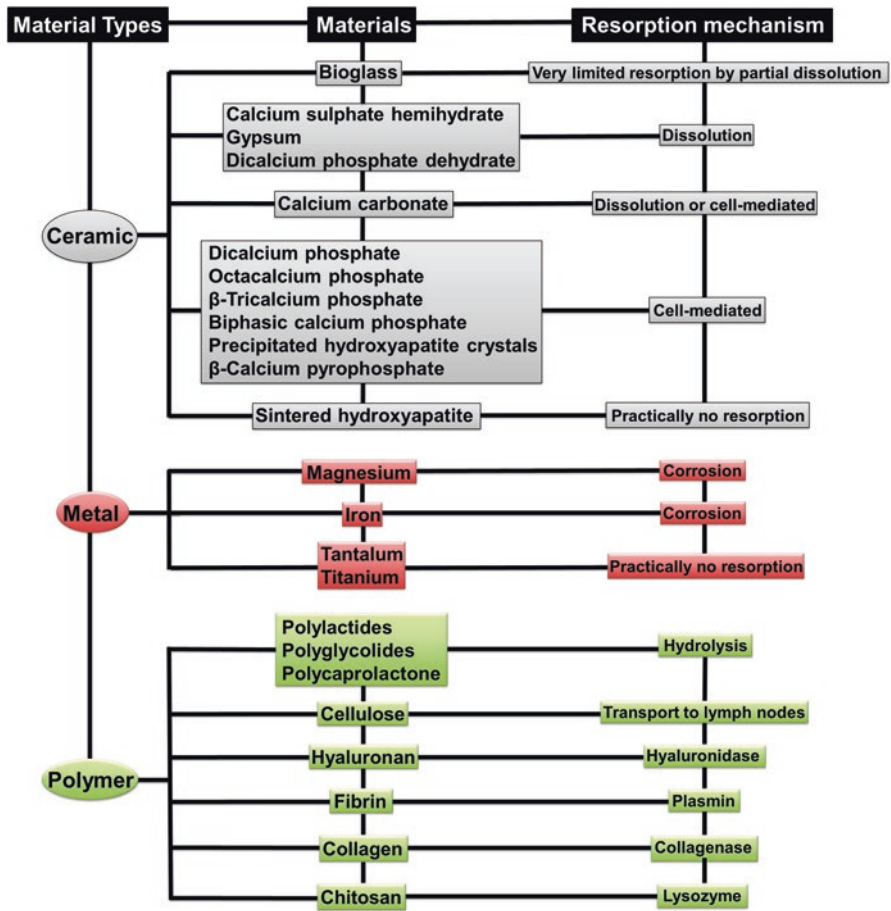 Material Types
Materials
Resorption mechanism
Ceramic
Bioglass
Very limited resorption by partial dissolution
Calcium sulphate hemihydrate
Gypsum
Dicalcium phosphate dehydrate
Dissolution
Calcium carbonate
Dissolution or cell-mediated
Dicalcium phosphate
Octacalcium phosphate
β-Tricalcium phosphate
Biphasic calcium phosphate
Precipitated hydroxyapatite crystals
β-Calcium pyrophosphate
Cell-mediated
Sintered hydroxyapatite
Practically no resorption
Metal
Magnesium
Corrosion
Iron
Corrosion
Tantalum
Titanium
Practically no resorption
Polymer
Polylactides
Polyglycolides
Polycaprolactone
Hydrolysis
Cellulose
Transport to lymph nodes
Hyaluronan
Hyaluronidase
Fibrin
Plasmin
Collagen
Collagenase
Chitosan
Lysozyme